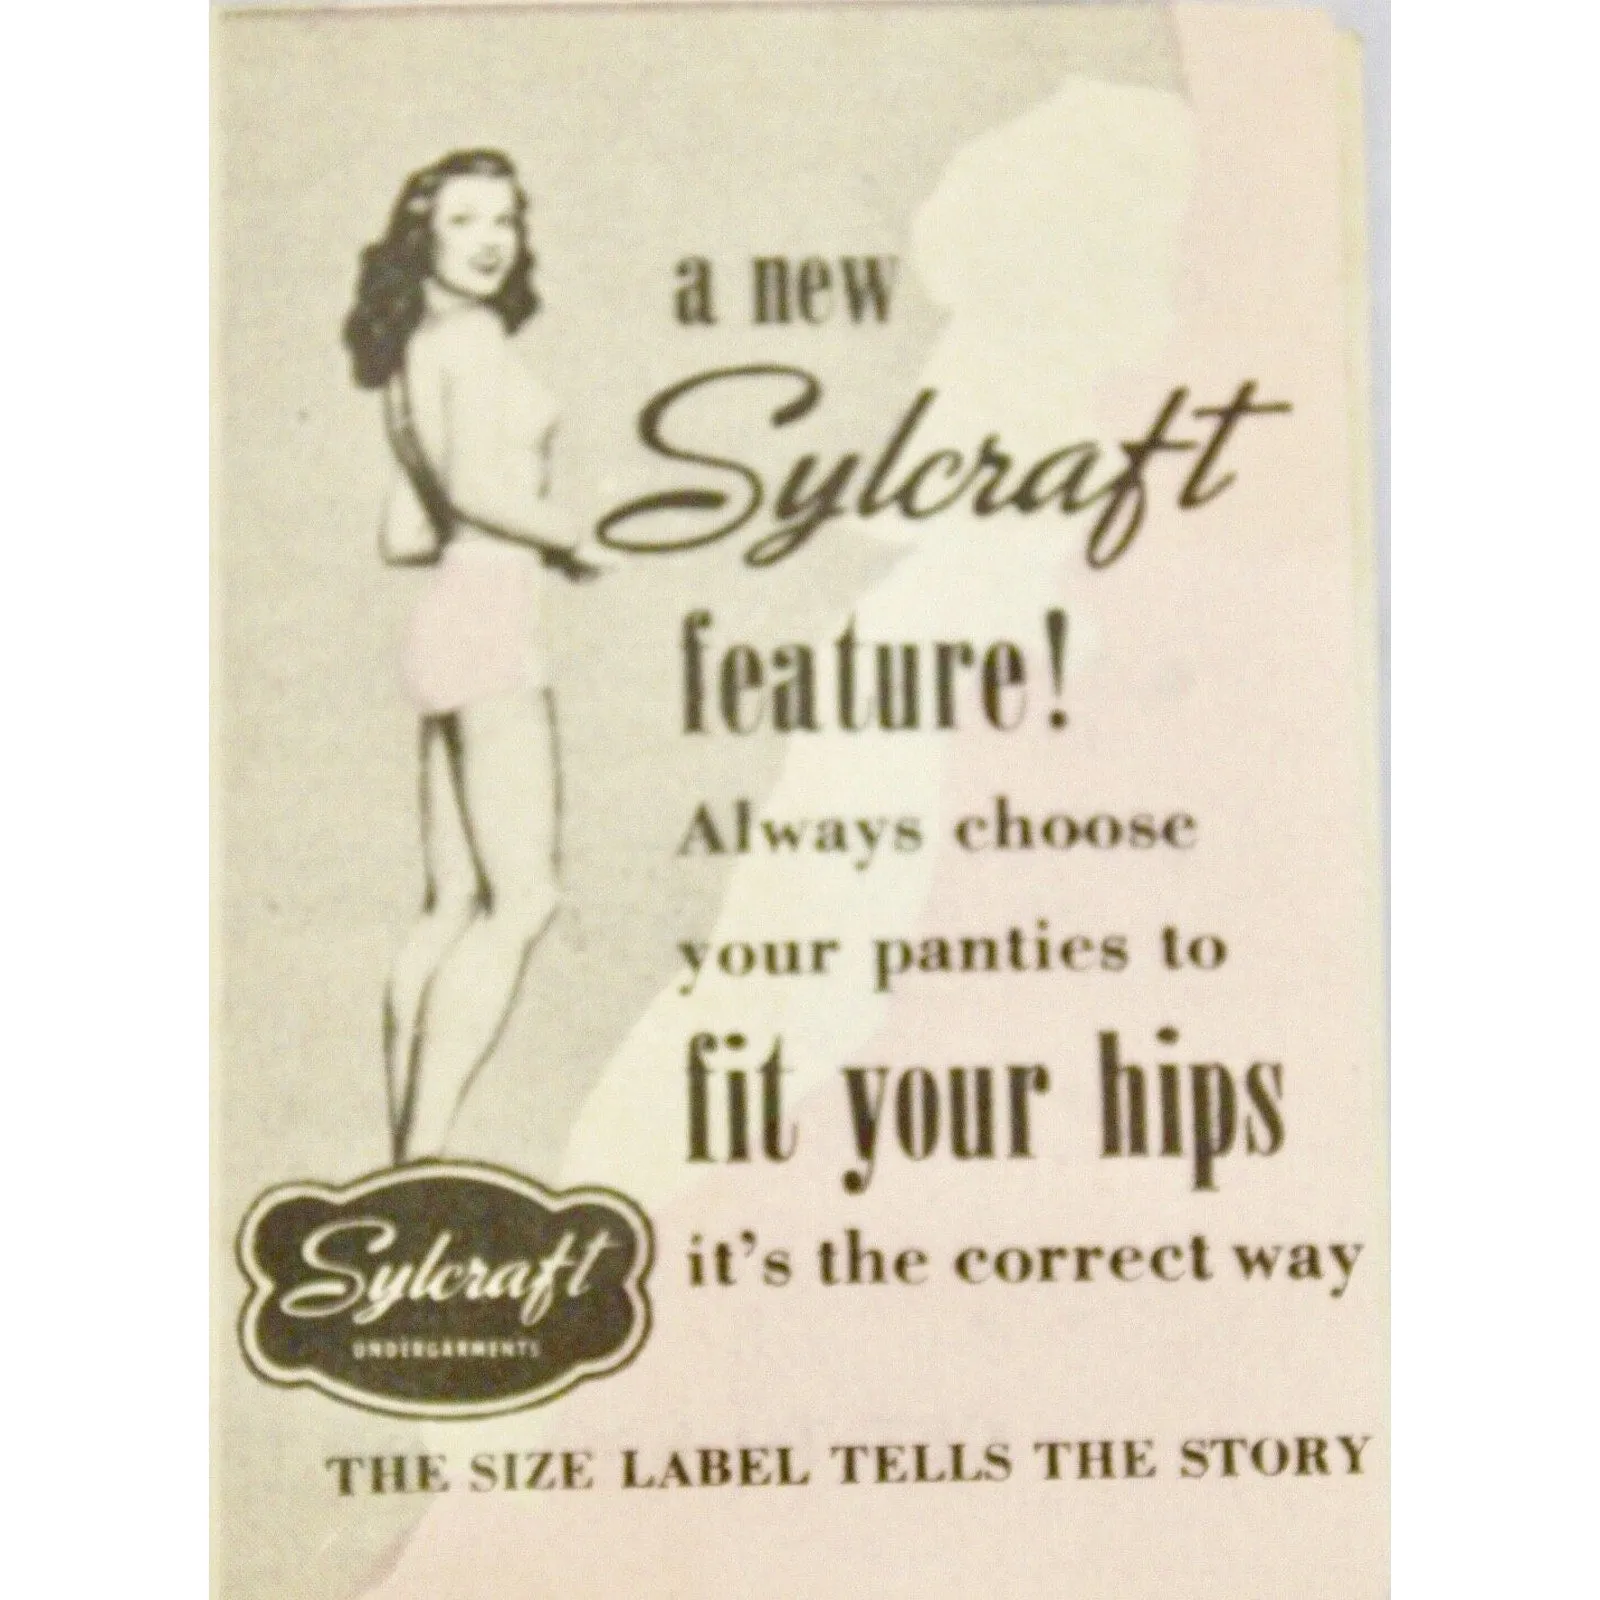 a new
Sylcraft
feature!
Always choose
your panties to
fit your hips
it's the correct way
Sylcraft
UNDERGARMENTS
THE SIZE LABEL TELLS THE STORY